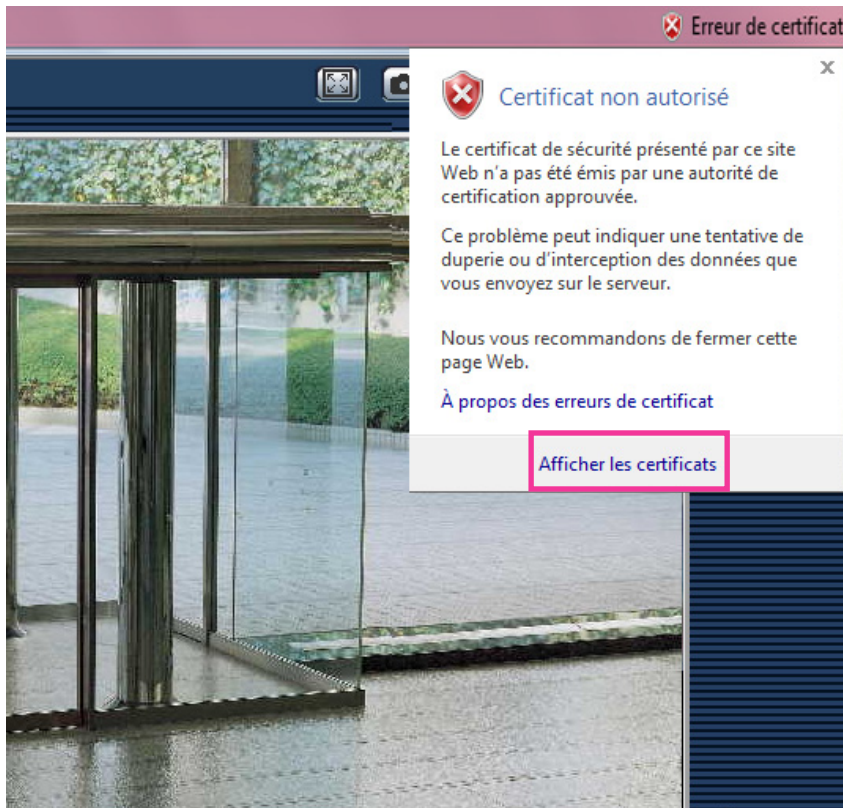 Erreur de certificat
Certificat non autorisé
Le certificat de sécurité présenté par ce site
Web n'a pas été émis par une autorité de
certification approuvée.
Ce problème peut indiquer une tentative de
duperie ou d'interception des données que
vous envoyez sur le serveur.
Nous vous recommandons de fermer cette
page Web.
À propos des erreurs de certificat
Afficher les certificats